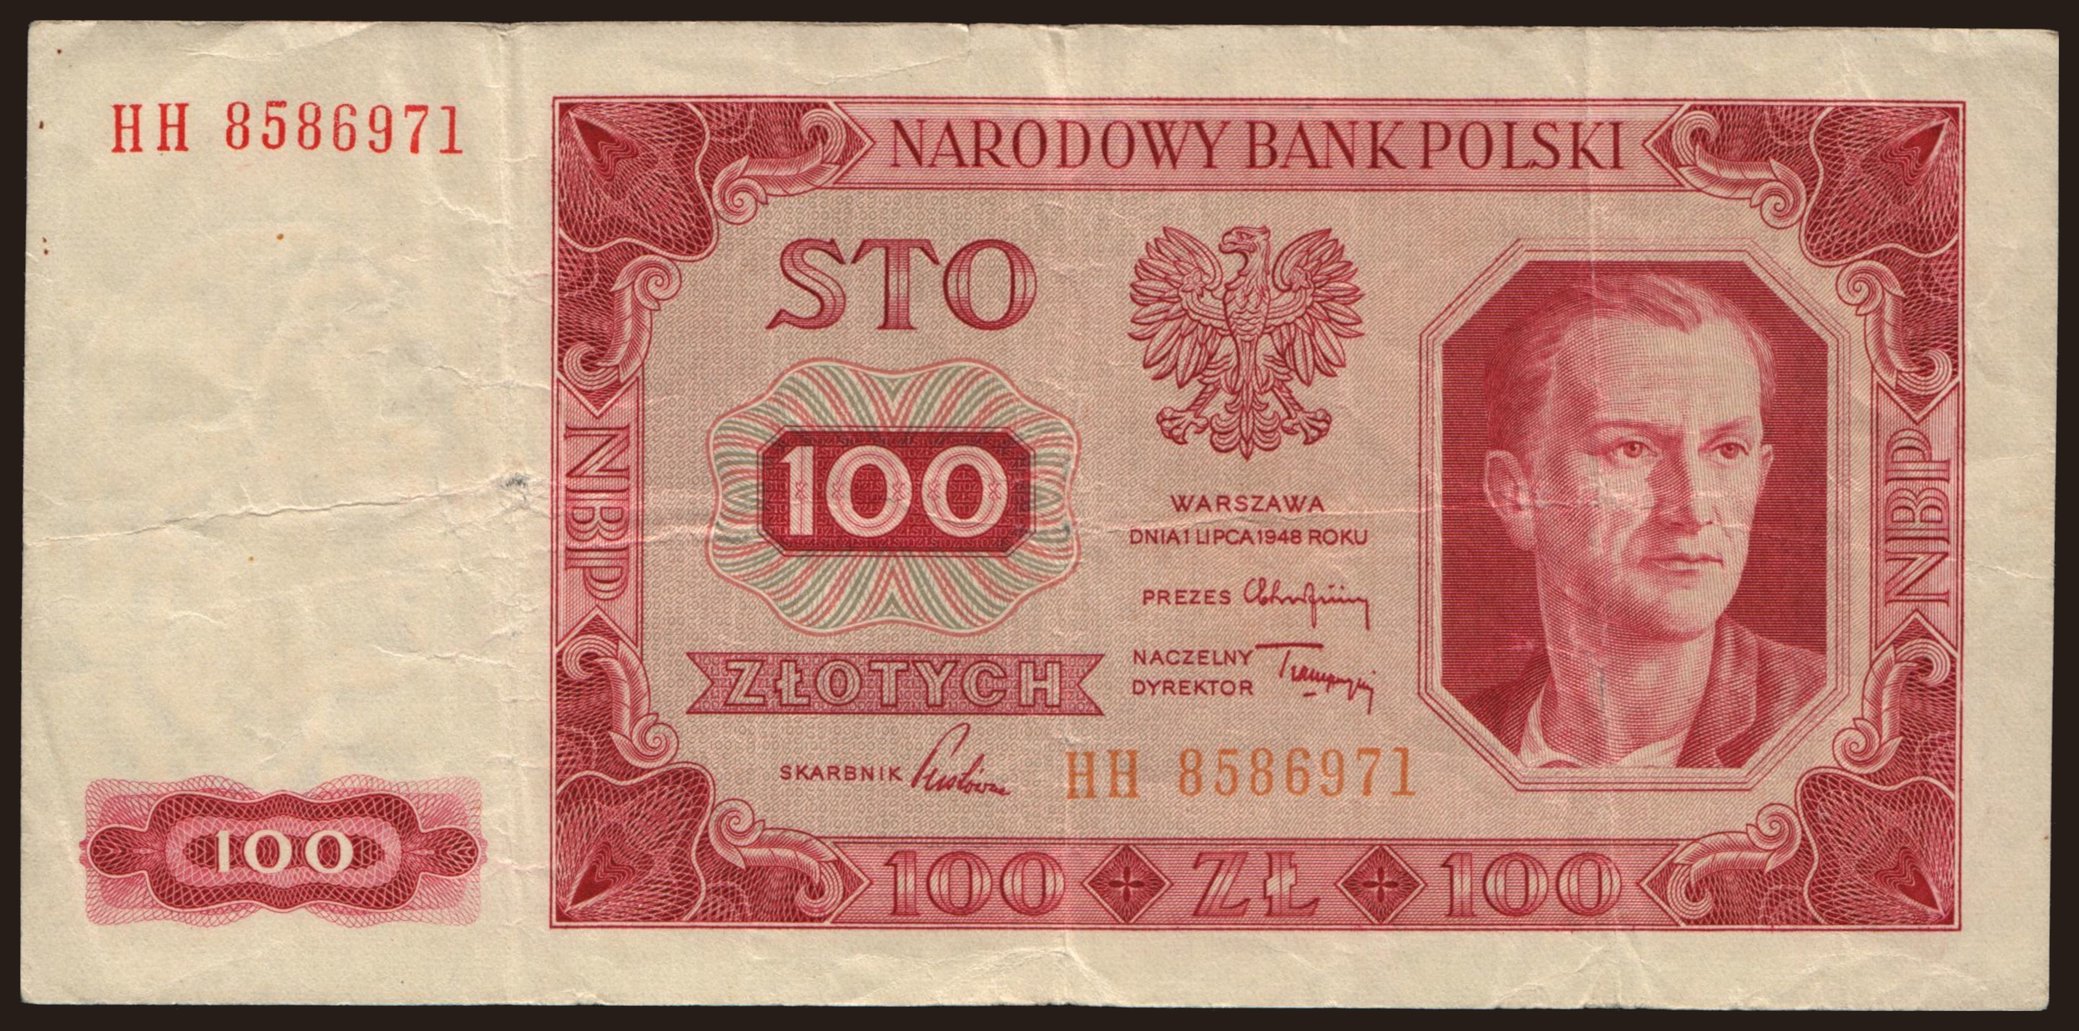 HH 8586971
NARODOWY BANK POLSKI
STO
100
ZŁOTYCH
WARSZAWA
DNIA 1 LIPCA 1948 ROKU
PREZES
NACZELNY
DYREKTOR
SKARBNIK
HH 8586971
NBP
NBP
100
100 ZŁ 100